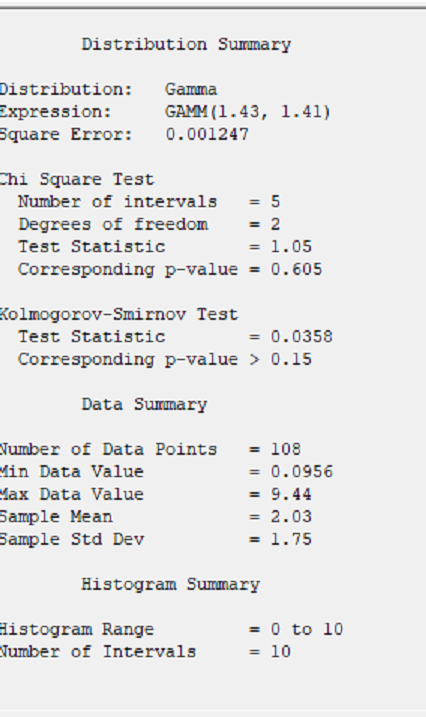 Distribution Summary
Distribution: Gamma
Expression: GAMM(1.43, 1.41)
Square Error: 0.001247
Chi Square Test
Number of intervals = 5
Degrees of freedom = 2
Test Statistic = 1.05
Corresponding p-value = 0.605
Kolmogorov-Smirnov Test
Test Statistic = 0.0358
Corresponding p-value > 0.15
Data Summary
Number of Data Points = 108
Min Data Value = 0.0956
Max Data Value = 9.44
Sample Mean = 2.03
Sample Std Dev = 1.75
Histogram Summary
Histogram Range = 0 to 10
Number of Intervals = 10